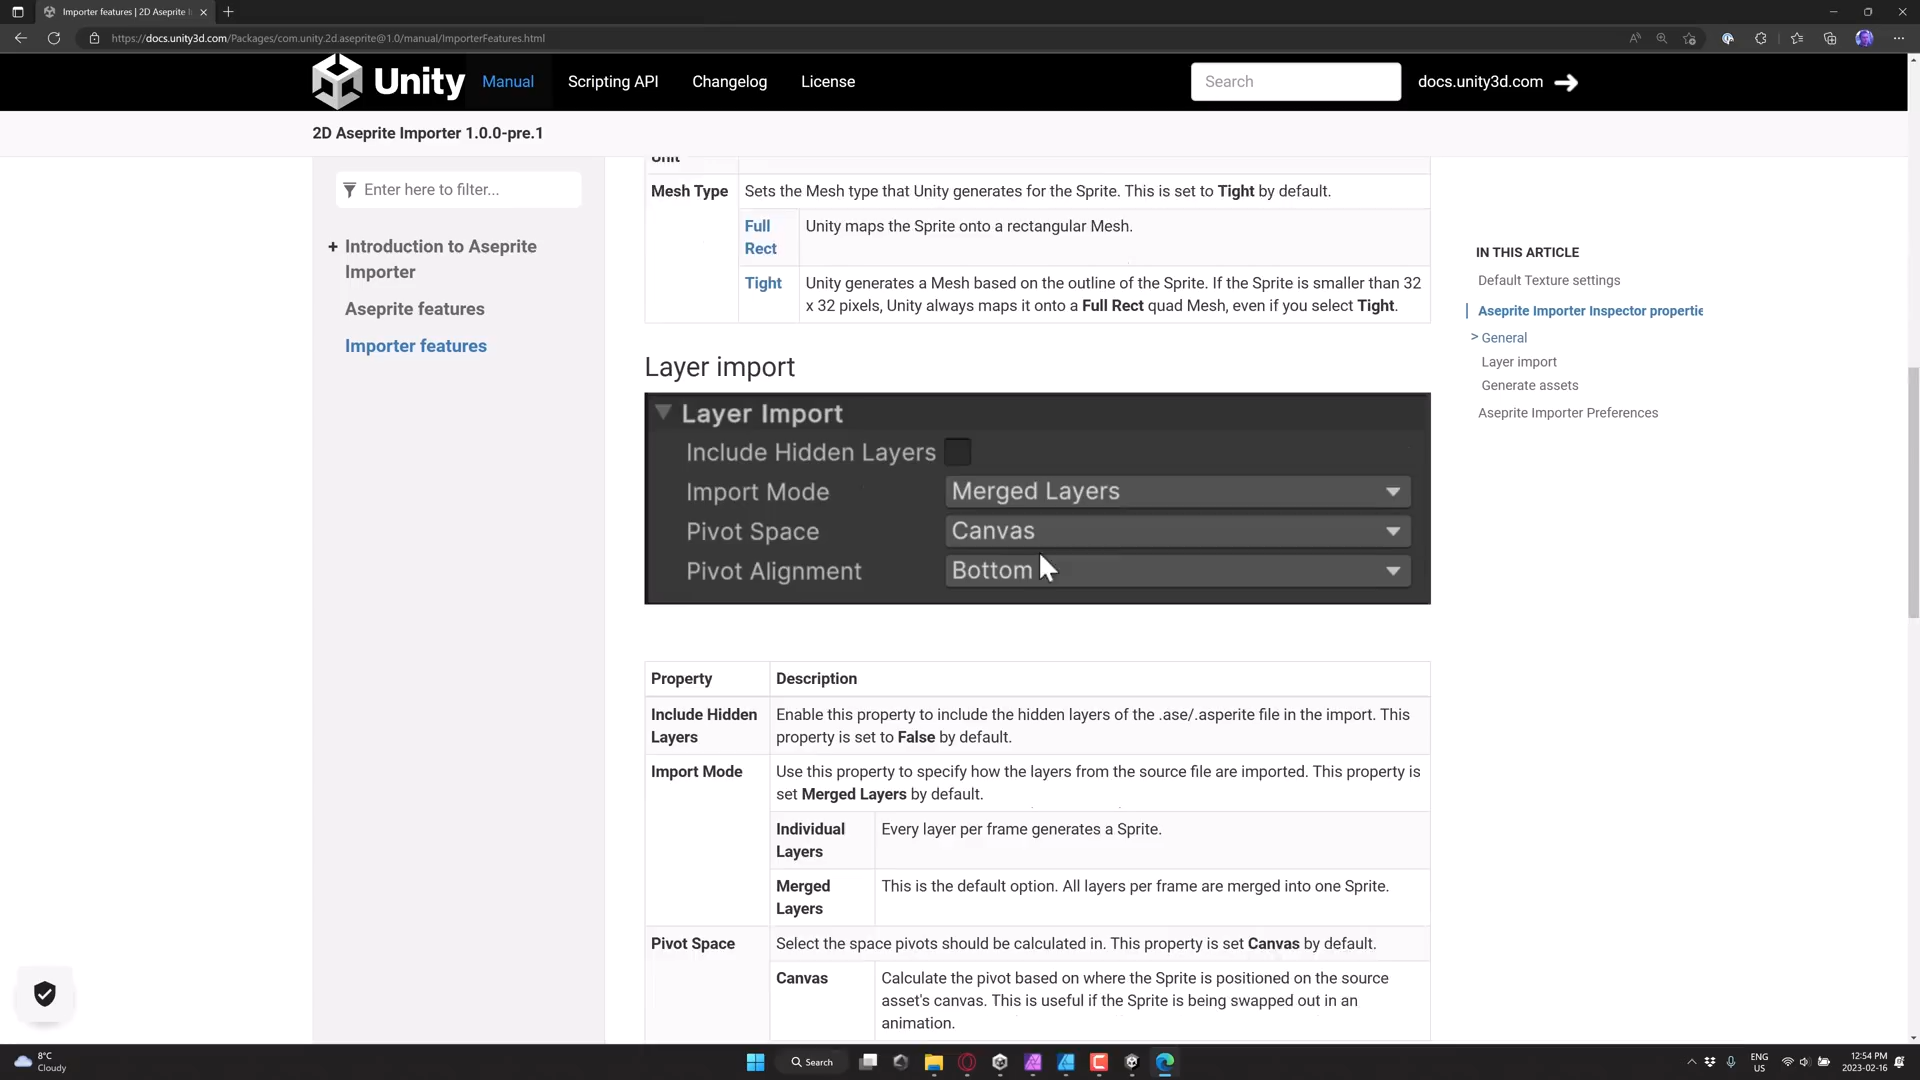 Importer features | 2D Aseprite I
https://docs.unity3d.com/Packages/com.unity.2d.aseprite@1.0/manual/ImporterFeatures.html
Unity
Manual
Scripting API
Changelog
License
Search
docs.unity3d.com
2D Aseprite Importer 1.0.0-pre.1
Enter here to filter...
Introduction to Aseprite
Importer
Aseprite features
Importer features
Unit
Mesh Type
Sets the Mesh type that Unity generates for the Sprite. This is set to Tight by default.
Full
Rect
Unity maps the Sprite onto a rectangular Mesh.
Tight
Unity generates a Mesh based on the outline of the Sprite. If the Sprite is smaller than 32
x 32 pixels, Unity always maps it onto a Full Rect quad Mesh, even if you select Tight.
Layer import
Layer Import
Include Hidden Layers
Import Mode
Merged Layers
Pivot Space
Canvas
Pivot Alignment
Bottom
Property
Description
Include Hidden
Layers
Enable this property to include the hidden layers of the .ase/.asperite file in the import. This
property is set to False by default.
Import Mode
Use this property to specify how the layers from the source file are imported. This property is
set Merged Layers by default.
Individual
Layers
Every layer per frame generates a Sprite.
Merged
Layers
This is the default option. All layers per frame are merged into one Sprite.
Pivot Space
Select the space pivots should be calculated in. This property is set Canvas by default.
Canvas
Calculate the pivot based on where the Sprite is positioned on the source
asset's canvas. This is useful if the Sprite is being swapped out in an
animation.
IN THIS ARTICLE
Default Texture settings
Aseprite Importer Inspector propertie
> General
Layer import
Generate assets
Aseprite Importer Preferences
8°C
Cloudy
Search
ENG
US
12:54 PM
2023-02-16